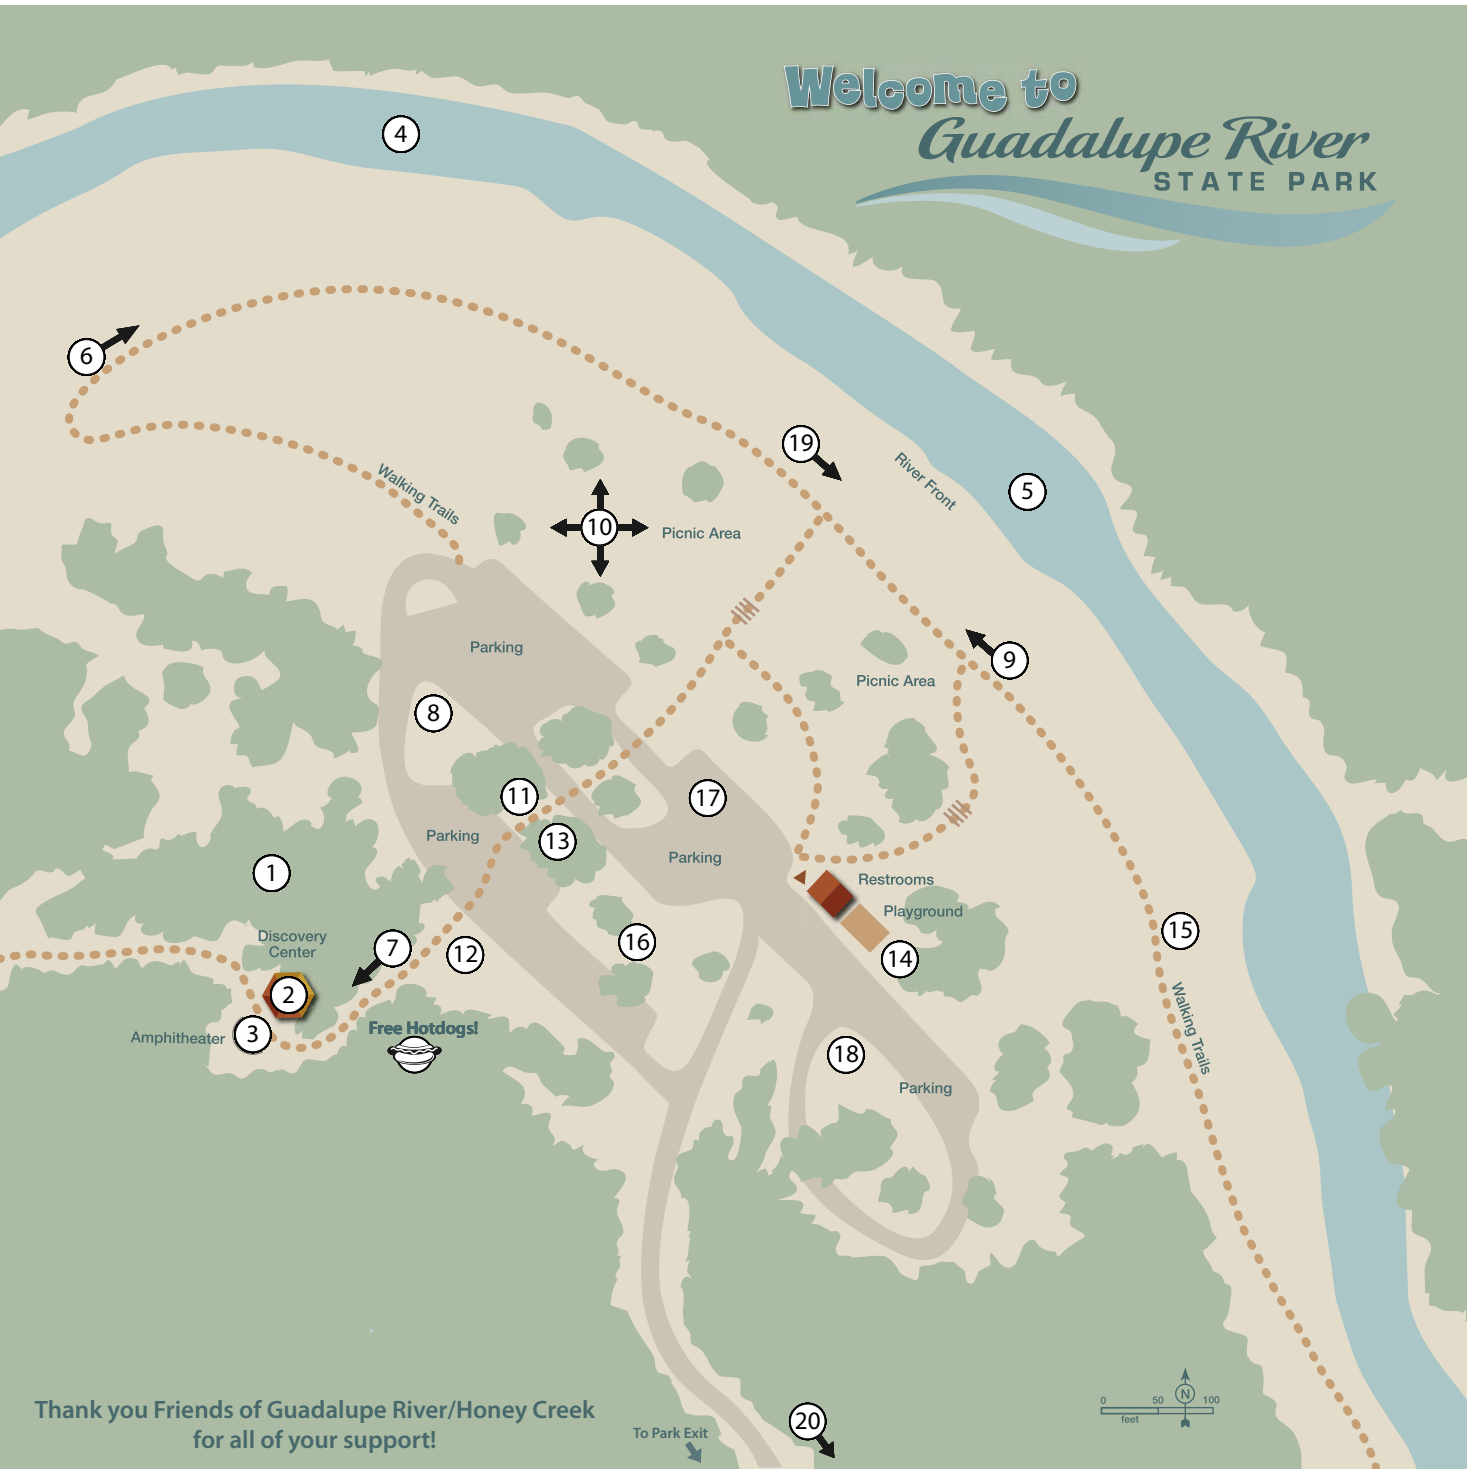 Welcome to
Guadalupe River
STATE PARK
4
6
19
5
River Front
Walking Trails
10
Picnic Area
Parking
9
Picnic Area
8
11
17
Parking
13
Parking
1
Restrooms
Playground
Discovery
Center
7
12
16
14
15
2
3
Amphitheater
Free Hotdogs!
Walking Trails
18
Parking
0
50
100
N
feet
Thank you Friends of Guadalupe River/Honey Creek
for all of your support!
To Park Exit
20